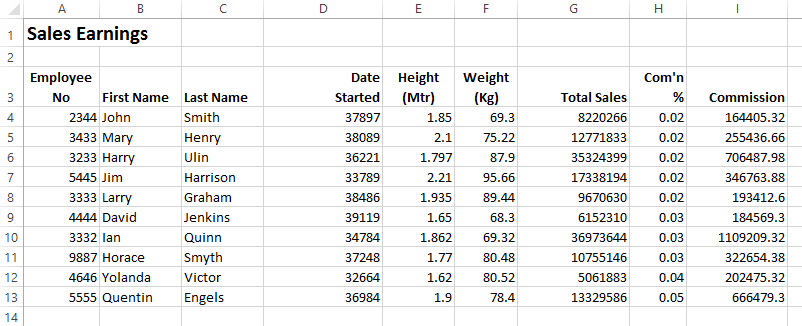 A B C D E F G H I
1 Sales Earnings
2
Employee Date Height Weight Com'n
3 No First Name Last Name Started (Mtr) (Kg) Total Sales % Commission
4 2344 John Smith 37897 1.85 69.3 8220266 0.02 164405.32
5 3433 Mary Henry 38089 2.1 75.22 12771833 0.02 255436.66
6 3233 Harry Ulin 36221 1.797 87.9 35324399 0.02 706487.98
7 5445 Jim Harrison 33789 2.21 95.66 17338194 0.02 346763.88
8 3333 Larry Graham 38486 1.935 89.44 9670630 0.02 193412.6
9 4444 David Jenkins 39119 1.65 68.3 6152310 0.03 184569.3
10 3332 Ian Quinn 34784 1.862 69.32 36973644 0.03 1109209.32
11 9887 Horace Smyth 37248 1.77 80.48 10755146 0.03 322654.38
12 4646 Yolanda Victor 32664 1.62 80.52 5061883 0.04 202475.32
13 5555 Quentin Engels 36984 1.9 78.4 13329586 0.05 666479.3
14